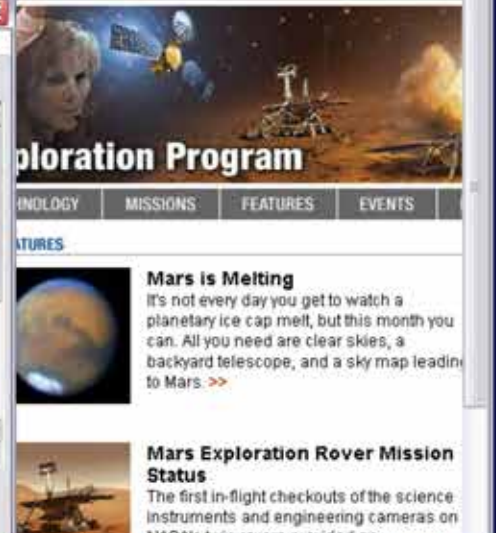 ploration Program
HNOLOGY MISSIONS FEATURES EVENTS
ATURES
Mars is Melting
It's not every day you get to watch a
planetary ice cap melt, but this month you
can. All you need are clear skies, a
backyard telescope, and a sky map leading
to Mars. >>
Mars Exploration Rover Mission
Status
The first in-flight checkouts of the science
instruments and engineering cameras on